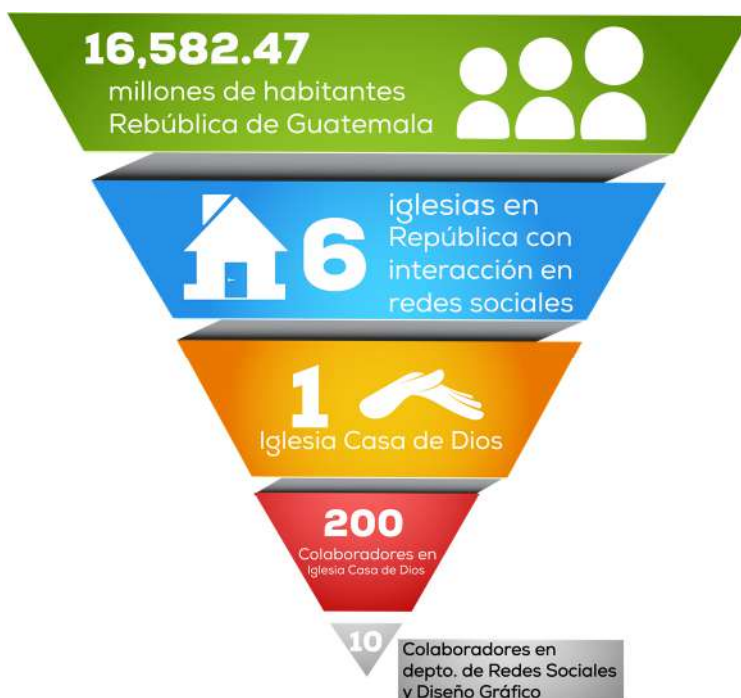 16,582.47
millones de habitantes
Rebública de Guatemala
6
iglesias en
República con
interacción en
redes sociales
1
Iglesia Casa de Dios
200
Colaboradores en
Iglesia Casa de Dios
10
Colaboradores en
depto. de Redes Sociales
y Diseño Gráfico